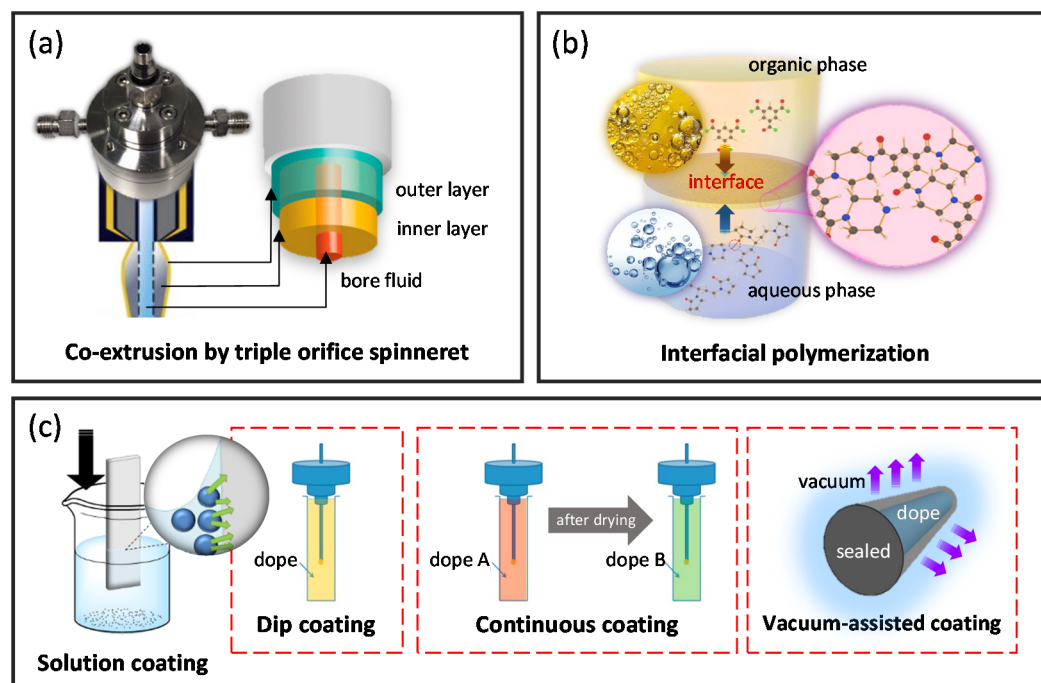 (a)
outer layer
inner layer
bore fluid
Co-extrusion by triple orifice spinneret
(b)
organic phase
interface
aqueous phase
Interfacial polymerization
(c)
Solution coating
dope
Dip coating
dope A
after drying
dope B
Continuous coating
vacuum
dope
sealed
Vacuum-assisted coating